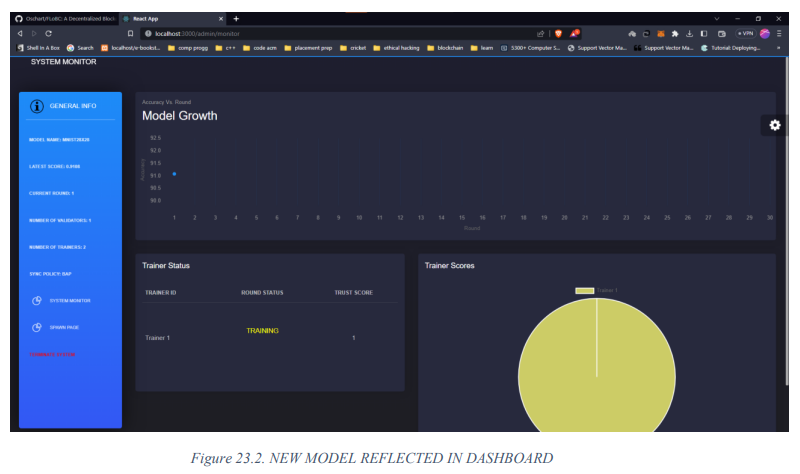 Oschart/FLoBC: A Decentralized Block
React App
localhost:3000/admin/monitor
VPN
Shell In A Box
Search
localhost/e-bookst...
comp progg
c++
code acm
placement prep
cricket
ethical hacking
blockchain
learn
5300+ Computer S...
Support Vector Ma...
Support Vector Ma...
Tutorial: Deploying...
SYSTEM MONITOR
GENERAL INFO
LATEST SCORE: 0.9108
CURRENT ROUND: 1
NUMBER OF VALIDATORS: 1
NUMBER OF TRAINERS: 2
SYNC POLICY: BAP
SYSTEM MONITOR
SPAWN PAGE
Accuracy Vs. Round
Model Growth
Accuracy
92.5
92.0
91.5
91.0
90.5
90.0
1 2 3 4 5 6 7 8 9 10 11 12 13 14 15 16 17 18 19 20 21 22 23 24 25 26 27 28 29 30
Round
Trainer Status
TRAINER ID ROUND STATUS TRUST SCORE
Trainer 1 TRAINING 1
Trainer Scores
Trainer 1
Figure 23.2. NEW MODEL REFLECTED IN DASHBOARD